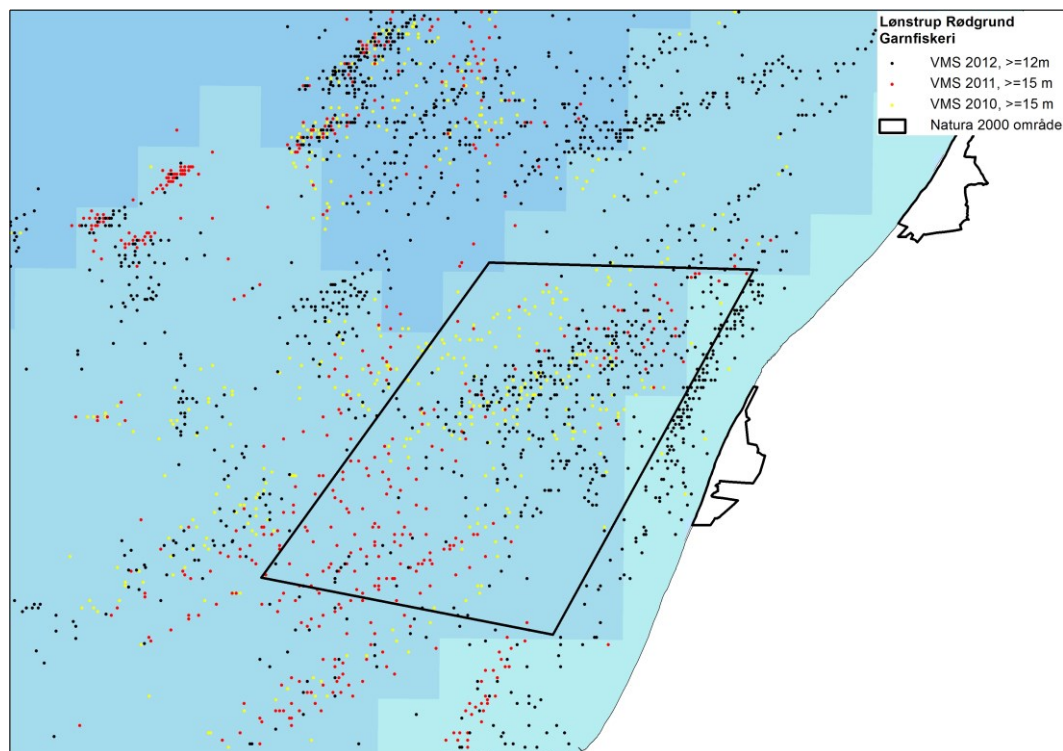 Lønstrup Rødgrund
Garnfiskeri
VMS 2012, >=12m
VMS 2011, >=15 m
VMS 2010, >=15 m
Natura 2000 område